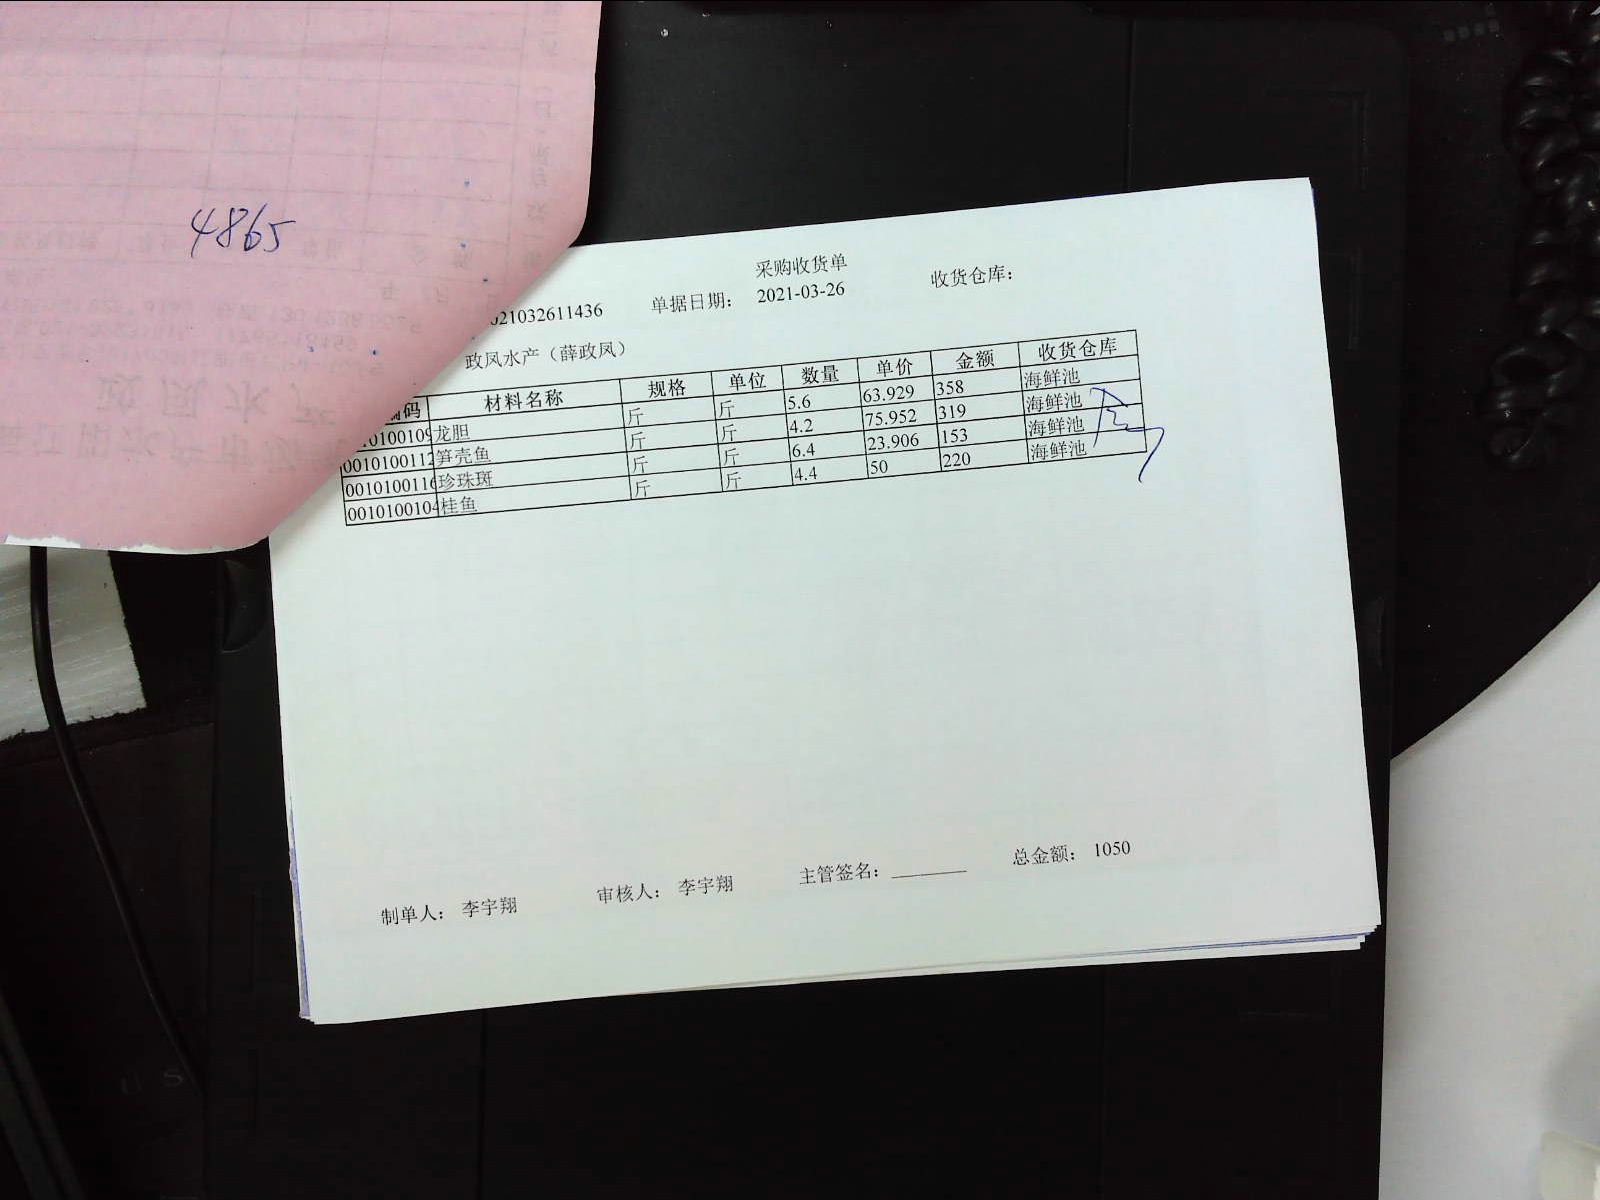 4865
采购收货单
21032611436 单据日期： 2021-03-26 收货仓库：
政凤水产（薛政凤）
编码 材料名称 规格 单位 数量 单价 金额 收货仓库
010100109 龙胆 斤 斤 5.6 63.929 358 海鲜池
0010100112 笋壳鱼 斤 斤 4.2 75.952 319 海鲜池
001010011 珍珠斑 斤 斤 6.4 23.906 153 海鲜池
0010100104 桂鱼 斤 斤 4.4 50 220 海鲜池
制单人： 李宇翔 审核人： 李宇翔 主管签名： 总金额： 1050